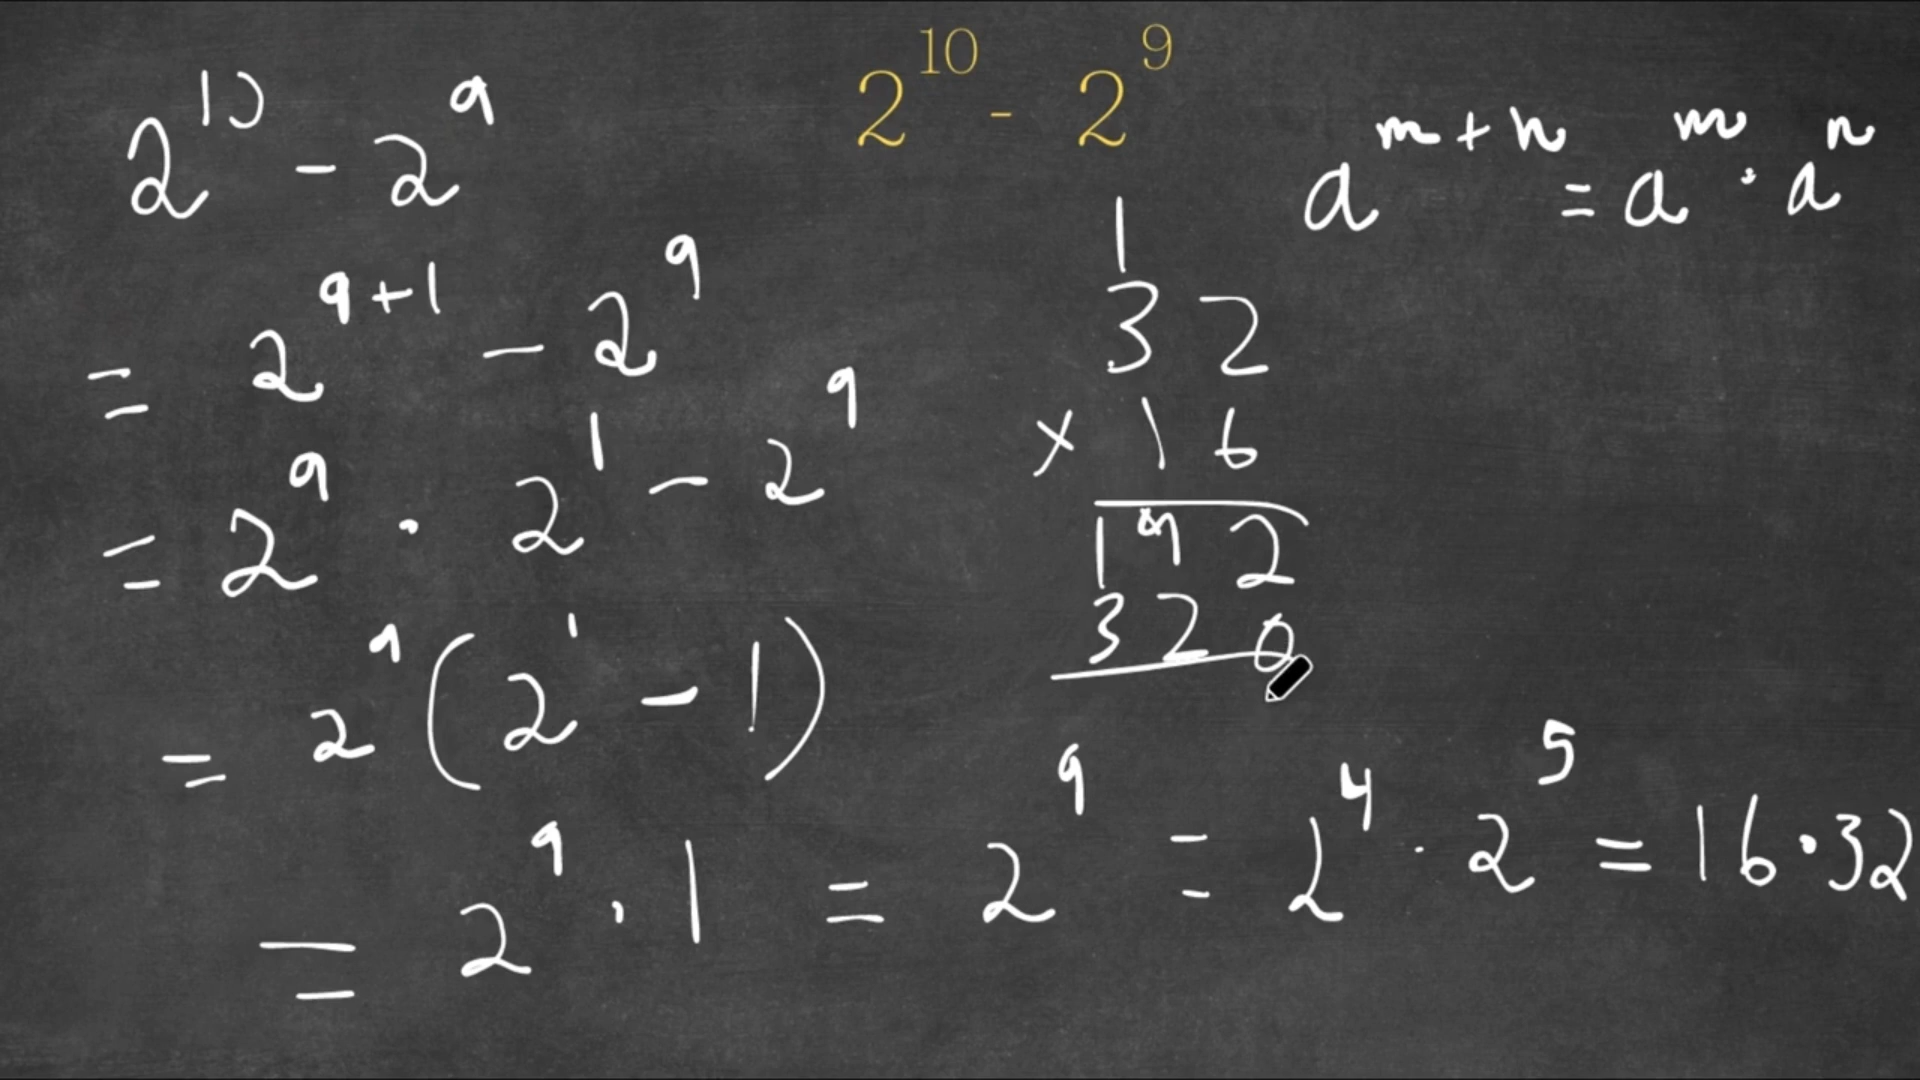 2^10 - 2^9
2^10 - 2^9
a^(m+n) = a^m · a^n
= 2^(9+1) - 2^9
= 2^9 · 2^1 - 2^9
= 2^9 (2^1 - 1)
= 2^9 · 1 = 2^9 = 2^4 · 2^5 = 16·32
1
32
× 16
192
320